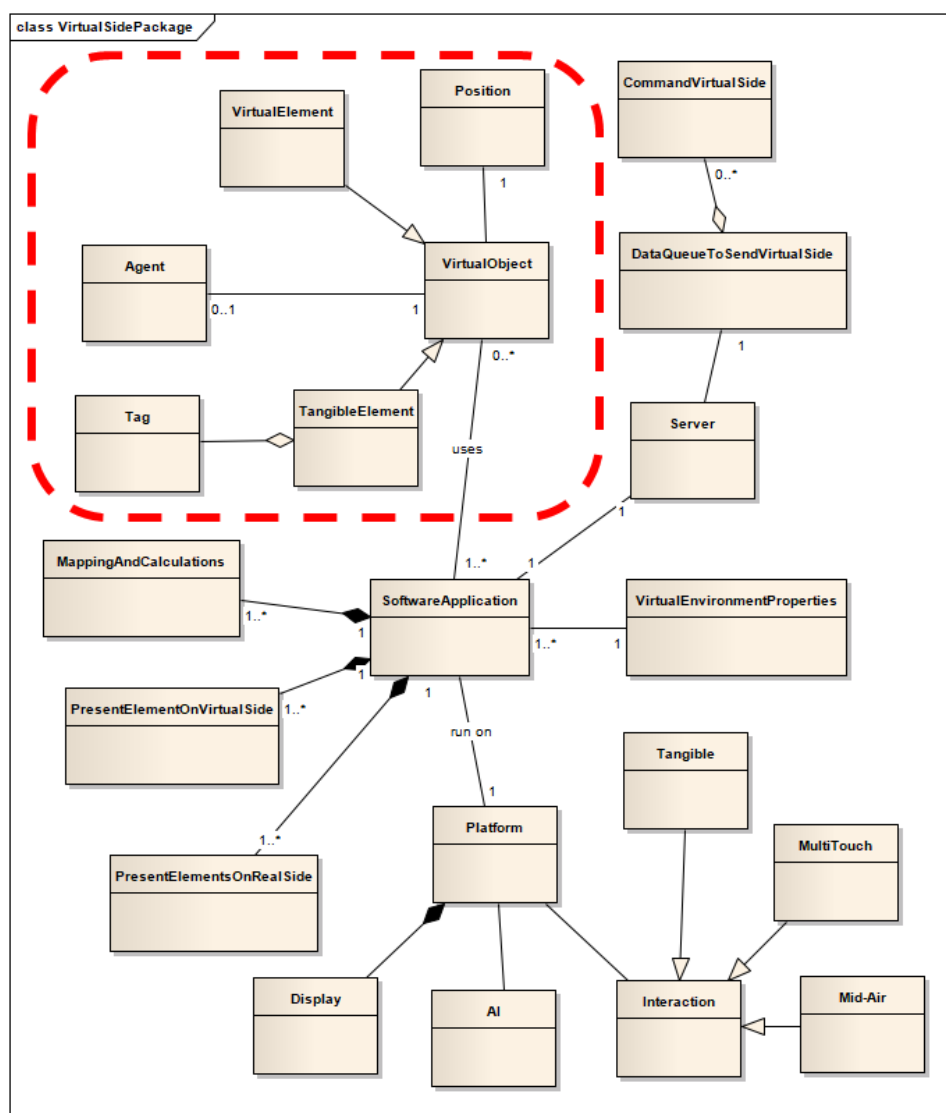 class VirtualSidePackage
Position
CommandVirtualSide
VirtualElement
1
0..*
Agent
VirtualObject
DataQueueToSendVirtualSide
0..1
1
1
0..*
Tag
TangibleElement
Server
uses
1
MappingAndCalculations
1..*
1
SoftwareApplication
VirtualEnvironmentProperties
1..*
1
1..*
1
1
1
PresentElementOnVirtualSide
1..*
run on
Tangible
1
1..*
Platform
MultiTouch
PresentElementsOnRealSide
Display
AI
Interaction
Mid-Air